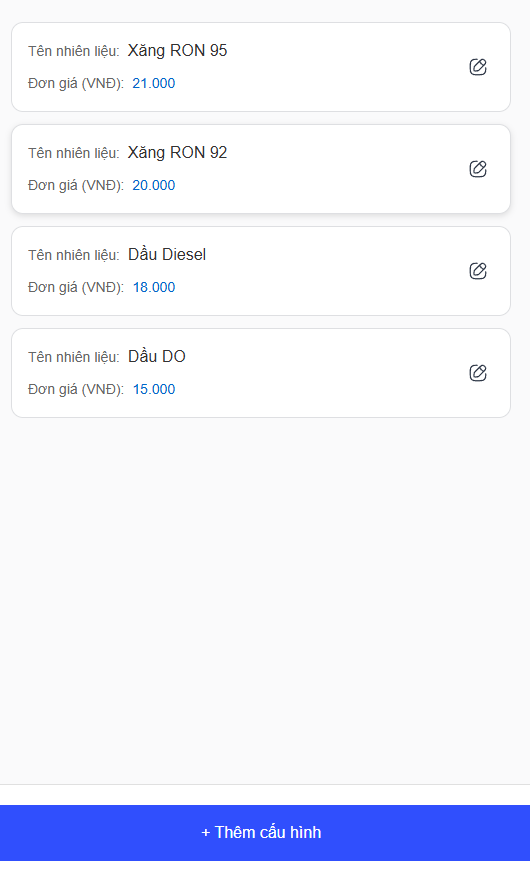 Tên nhiên liệu: Xăng RON 95
Đơn giá (VNĐ): 21.000
Tên nhiên liệu: Xăng RON 92
Đơn giá (VNĐ): 20.000
Tên nhiên liệu: Dầu Diesel
Đơn giá (VNĐ): 18.000
Tên nhiên liệu: Dầu DO
Đơn giá (VNĐ): 15.000
+ Thêm cấu hình